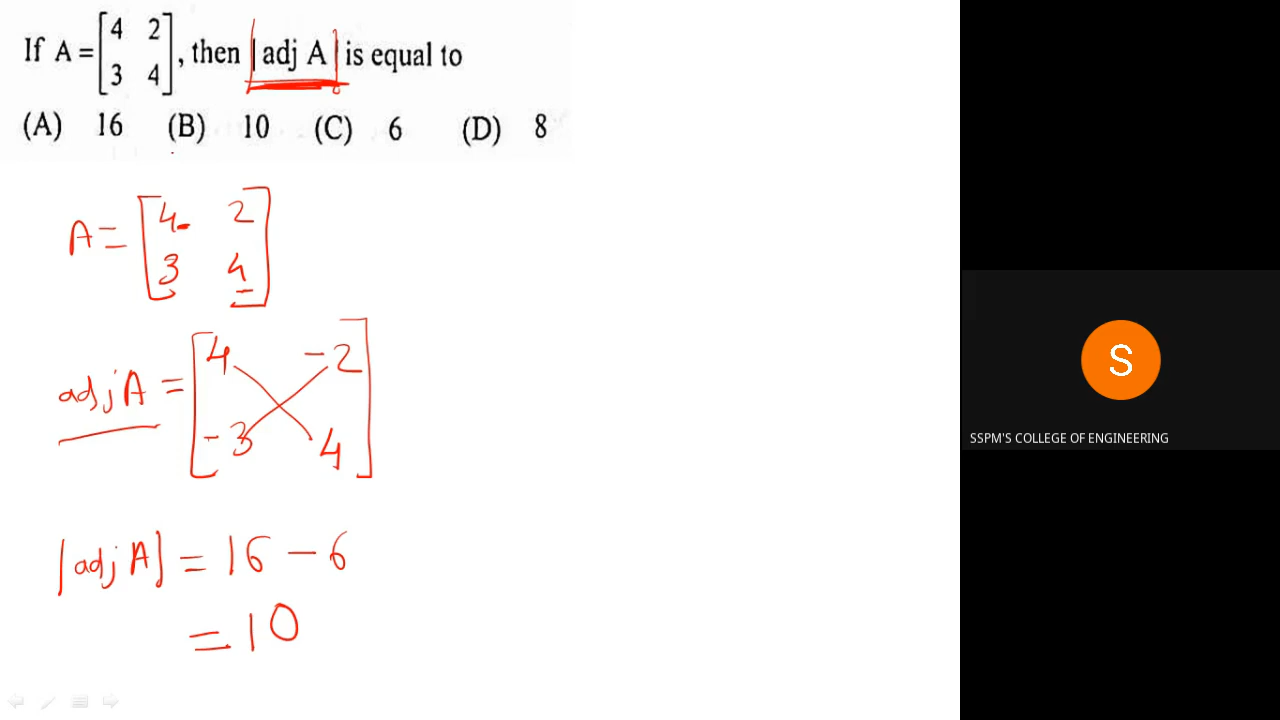 If A = [4 2; 3 4], then | adj A | is equal to
(A) 16 (B) 10 (C) 6 (D) 8
A = [4 2; 3 4]
adj A = [4 -2; -3 4]
|adj A| = 16 - 6
= 10
S
SSPM'S COLLEGE OF ENGINEERING